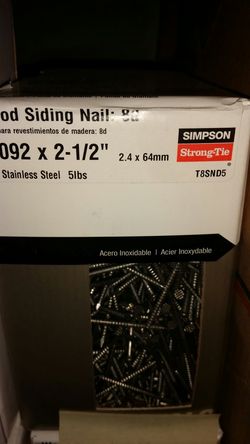 od Siding Nail: 8d
para revestimientos de madera: 8d
092 x 2-1/2"
2.4 x 64mm
Stainless Steel 5lbs
SIMPSON
Strong-Tie
T8SND5
Acero Inoxidable | Acier Inoxydable